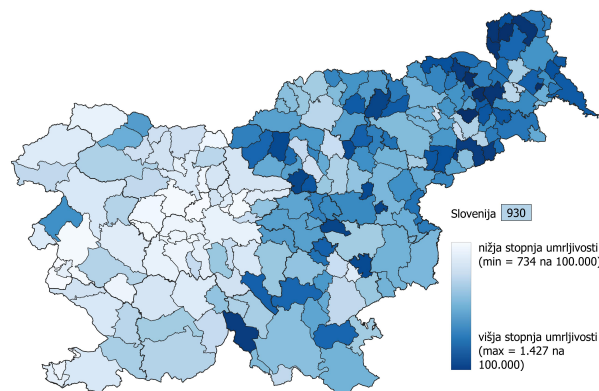 Slovenija 930
nižja stopnja umrljivosti
(min = 734 na 100.000)
višja stopnja umrljivosti
(max = 1.427 na
100.000)